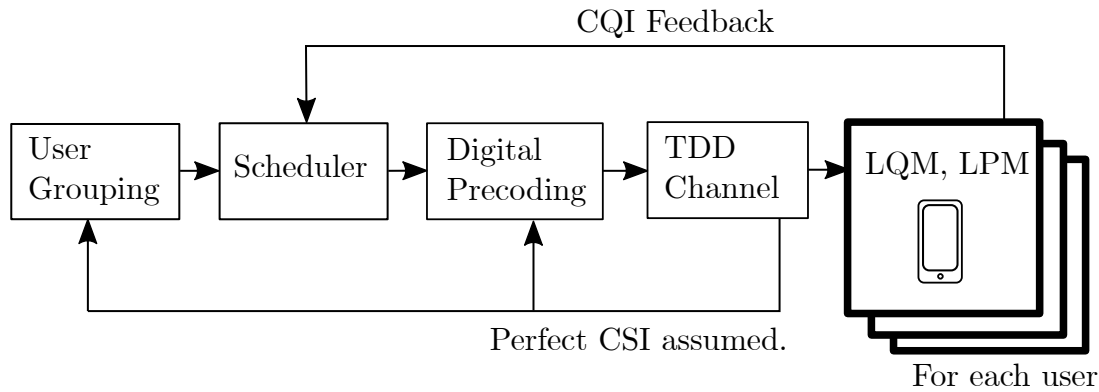 CQI Feedback
User
Grouping
Scheduler
Digital
Precoding
TDD
Channel
LQM, LPM
Perfect CSI assumed.
For each user